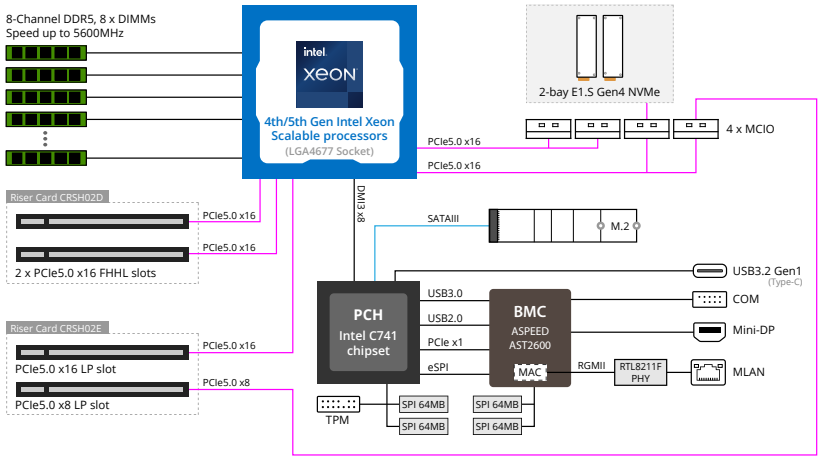 8-Channel DDR5, 8 x DIMMs
Speed up to 5600MHz
intel
xeon
4th/5th Gen Intel Xeon
Scalable processors
(LGA4677 Socket)
2-bay E1.S Gen4 NVMe
4 x MCIO
PCIe5.0 x16
PCIe5.0 x16
Riser Card CRSH02D
PCIe5.0 x16
PCIe5.0 x16
2 x PCIe5.0 x16 FHHL slots
DMI3 x8
SATAIII
M.2
Riser Card CRSH02E
PCIe5.0 x16
PCIe x16 LP slot
PCIe5.0 x8
PCIe5.0 x8 LP slot
PCH
Intel C741
chipset
USB3.0
USB2.0
PCIe x1
eSPI
BMC
ASPEED
AST2600
MAC
RGMII
RTL8211F
PHY
USB3.2 Gen1
(Type-C)
COM
Mini-DP
MLAN
TPM
SPI 64MB
SPI 64MB
SPI 64MB
SPI 64MB